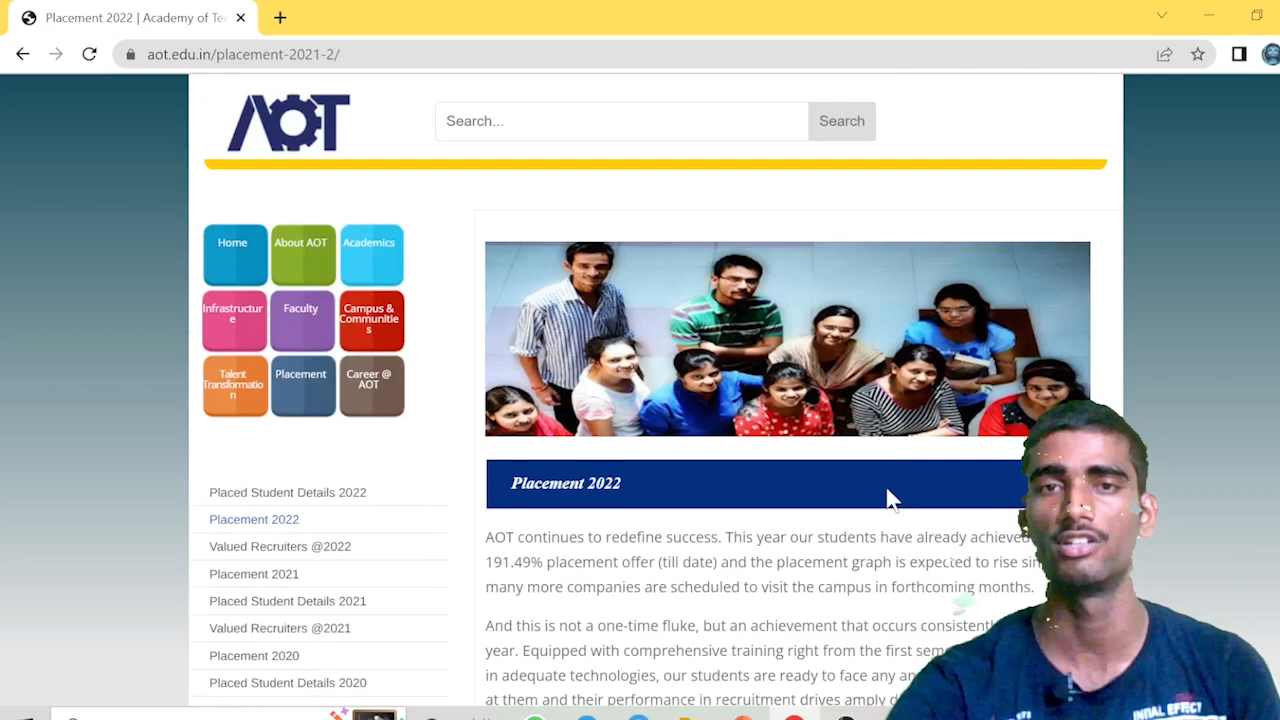 Placement 2022 | Academy of Tec
aot.edu.in/placement-2021-2/
AOT
Search...
Search
Home
About AOT
Academics
Infrastructur
e
Faculty
Campus &
Communitie
s
Talent
Transformatio
n
Placement
Career @
AOT
Placed Student Details 2022
Placement 2022
Valued Recruiters @2022
Placement 2021
Placed Student Details 2021
Valued Recruiters @2021
Placement 2020
Placed Student Details 2020
Placement 2022
AOT continues to redefine success. This year our students have already achieved
191.49% placement offer (till date) and the placement graph is expected to rise
many more companies are scheduled to visit the campus in forthcoming months.
And this is not a one-time fluke, but an achievement that occurs
year. Equipped with comprehensive training right from the first
in adequate technologies, our students are ready to face any
at them and their performance in recruitment drives amply
INITIAL EFFECT